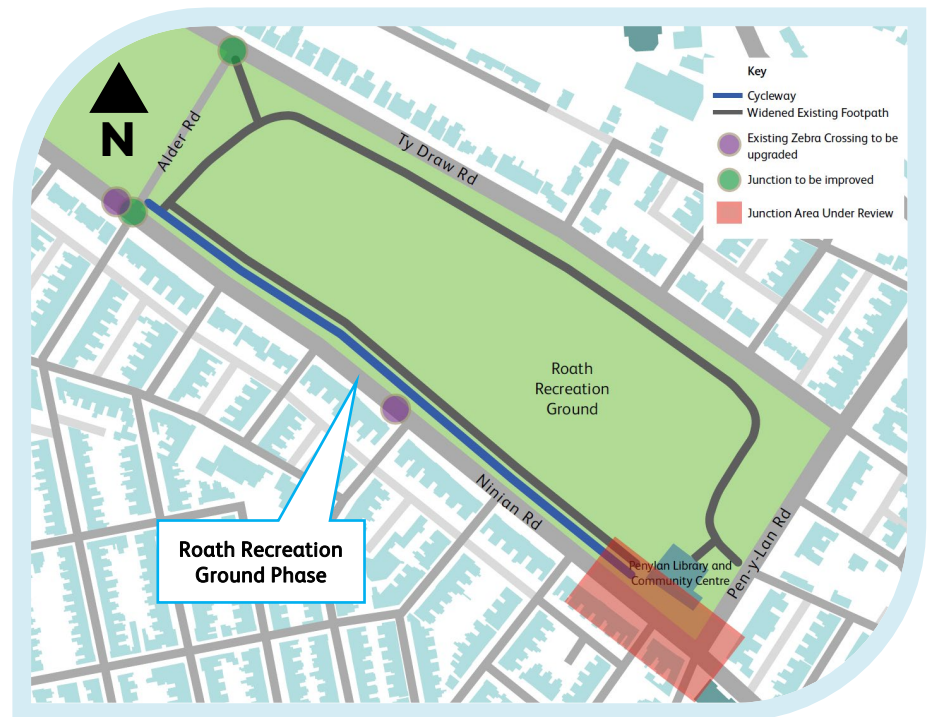 N
Alder Rd
Ty Draw Rd
Key
Cycleway
Widened Existing Footpath
Existing Zebra Crossing to be
upgraded
Junction to be improved
Junction Area Under Review
Roath
Recreation
Ground
Ninian Rd
Roath Recreation
Ground Phase
Penylan Library and
Community Centre
Pen-y-Lan Rd